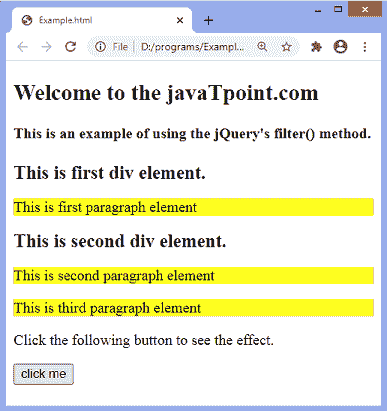 Example.html
File
D:/programs/Exampl...
Welcome to the javaTpoint.com
This is an example of using the jQuery's filter() method.
This is first div element.
This is first paragraph element
This is second div element.
This is second paragraph element
This is third paragraph element
Click the following button to see the effect.
click me